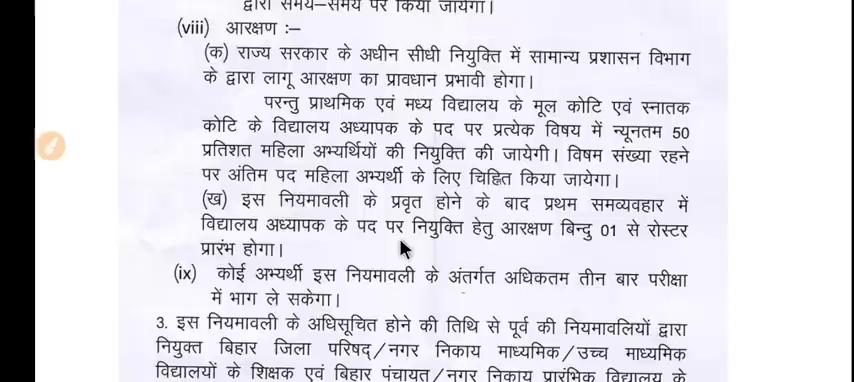 द्वारा समय–समय पर किया जायेगा।
(viii) आरक्षण :–
(क) राज्य सरकार के अधीन सीधी नियुक्ति में सामान्य प्रशासन विभाग
के द्वारा लागू आरक्षण का प्रावधान प्रभावी होगा।
परन्तु प्राथमिक एवं मध्य विद्यालय के मूल कोटि एवं स्नातक
कोटि के विद्यालय अध्यापक के पद पर प्रत्येक विषय में न्यूनतम 50
प्रतिशत महिला अभ्यर्थियों की नियुक्ति की जायेगी। विषम संख्या रहने
पर अंतिम पद महिला अभ्यर्थी के लिए चिह्नित किया जायेगा।
(ख) इस नियमावली के प्रवृत होने के बाद प्रथम समव्यवहार में
विद्यालय अध्यापक के पद पर नियुक्ति हेतु आरक्षण बिन्दु 01 से रोस्टर
प्रारंभ होगा।
(ix) कोई अभ्यर्थी इस नियमावली के अंतर्गत अधिकतम तीन बार परीक्षा
में भाग ले सकेगा।
3. इस नियमावली के अधिसूचित होने की तिथि से पूर्व की नियमावलियों द्वारा
नियुक्त बिहार जिला परिषद्/नगर निकाय माध्यमिक/उच्च माध्यमिक
विद्यालयों के शिक्षक एवं बिहार पंचायत/नगर निकाय प्रारंभिक विद्यालय के